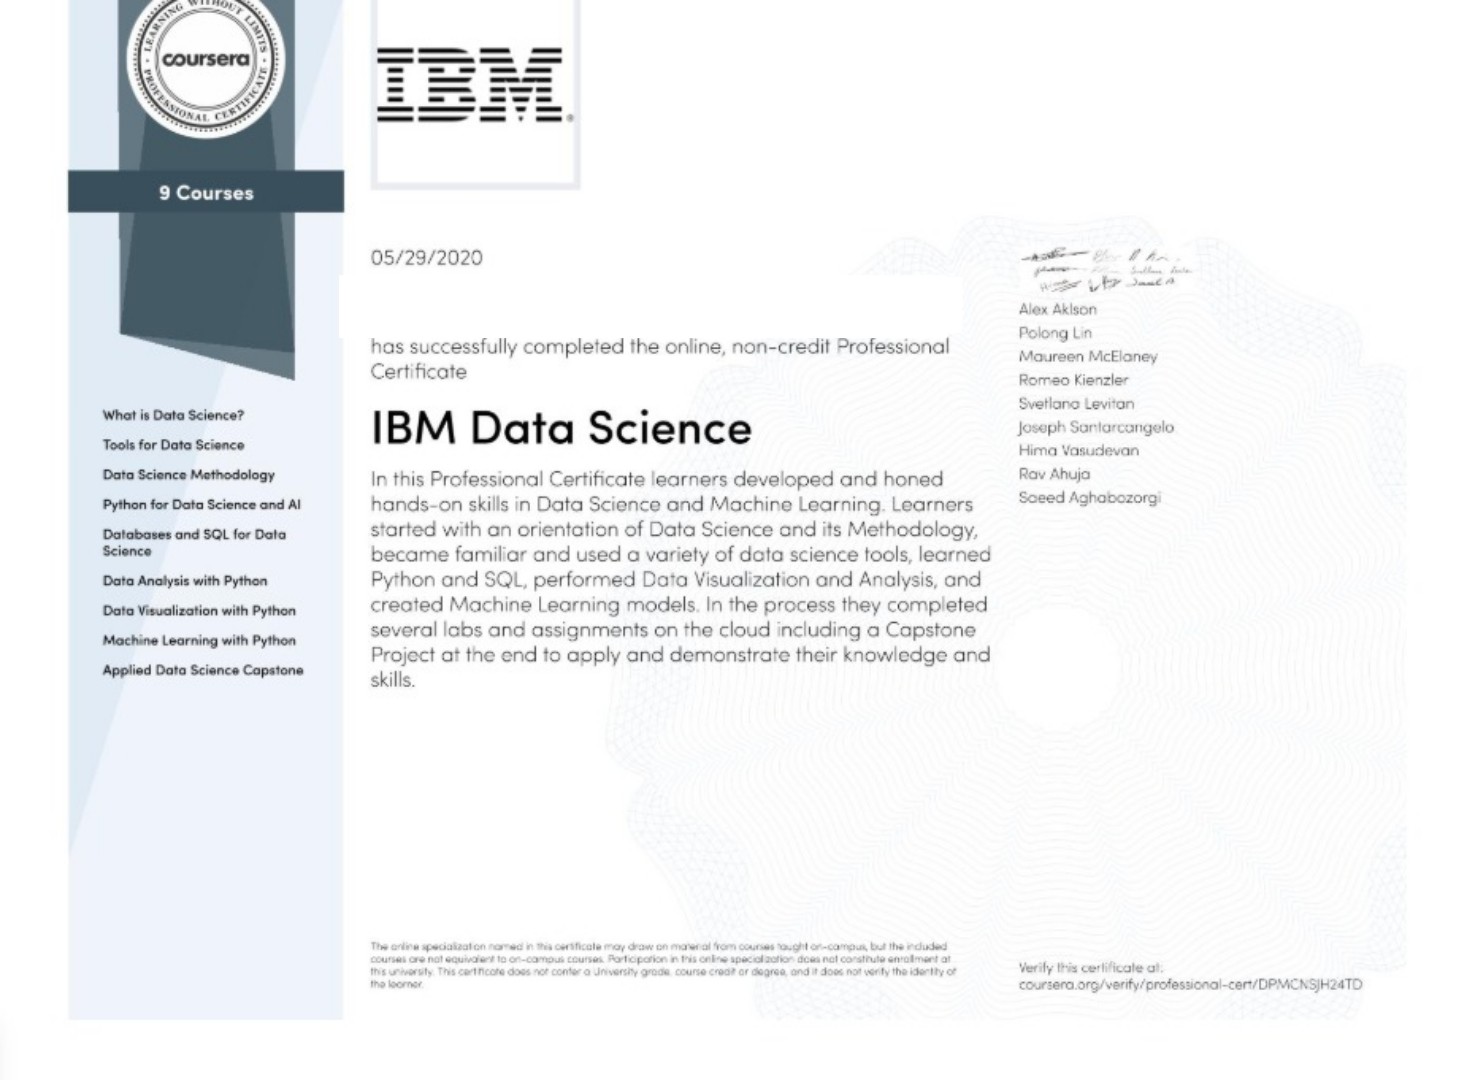 LEARNING WITHOUT LIMITS
coursera
PROFESSIONAL CERTIFICATE
IBM
9 Courses
What is Data Science?
Tools for Data Science
Data Science Methodology
Python for Data Science and AI
Databases and SQL for Data
Science
Data Analysis with Python
Data Visualization with Python
Machine Learning with Python
Applied Data Science Capstone
05/29/2020
has successfully completed the online, non-credit Professional
Certificate
IBM Data Science
In this Professional Certificate learners developed and honed
hands-on skills in Data Science and Machine Learning. Learners
started with an orientation of Data Science and its Methodology,
became familiar and used a variety of data science tools, learned
Python and SQL, performed Data Visualization and Analysis, and
created Machine Learning models. In the process they completed
several labs and assignments on the cloud including a Capstone
Project at the end to apply and demonstrate their knowledge and
skills.
Alex Aklson
Polong Lin
Maureen McElaney
Romeo Kienzler
Svetlana Levitan
Joseph Santarcangelo
Hima Vasudevan
Rav Ahuja
Saeed Aghabozorgi
The online specialization named in this certificate may draw on material from courses taught on-campus, but the included
courses are not equivalent to on-campus courses. Participation in this online specialization does not constitute enrollment at
this university. This certificate does not confer a University grade, course credit or degree, and it does not verify the identity of
the learner.
Verify this certificate at:
coursera.org/verify/professional-cert/DPMCNSJH24TD